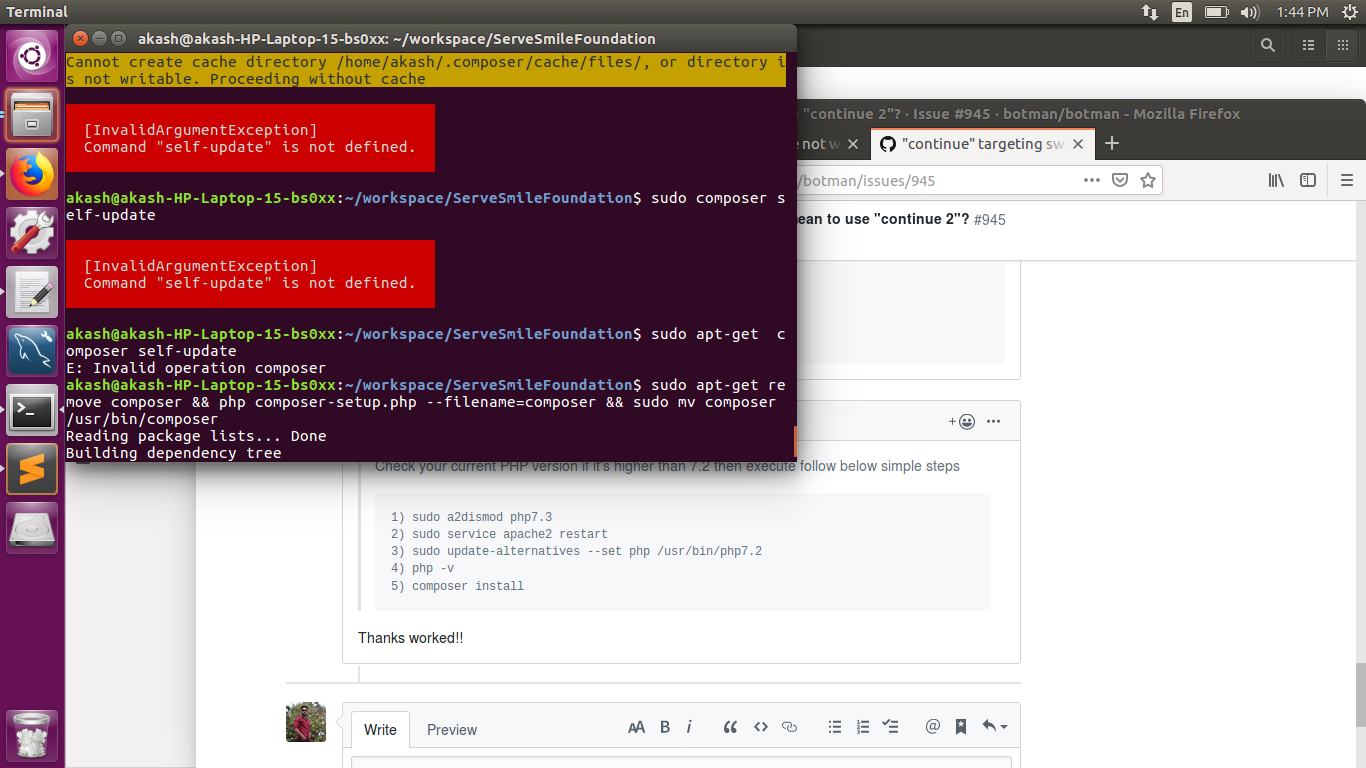 Terminal
En
1:44 PM
akash@akash-HP-Laptop-15-bs0xx: ~/workspace/ServeSmileFoundation
Cannot create cache directory /home/akash/.composer/cache/files/, or directory i
s not writable. Proceeding without cache
[InvalidArgumentException]
Command "self-update" is not defined.
akash@akash-HP-Laptop-15-bs0xx:~/workspace/ServeSmileFoundation$ sudo composer s
elf-update
[InvalidArgumentException]
Command "self-update" is not defined.
akash@akash-HP-Laptop-15-bs0xx:~/workspace/ServeSmileFoundation$ sudo apt-get  c
omposer self-update
E: Invalid operation composer
akash@akash-HP-Laptop-15-bs0xx:~/workspace/ServeSmileFoundation$ sudo apt-get re
move composer && php composer-setup.php --filename=composer && sudo mv composer
/usr/bin/composer
Reading package lists... Done
Building dependency tree
"continue 2"? · Issue #945 · botman/botman - Mozilla Firefox
not w
"continue" targeting sw
/botman/issues/945
ean to use "continue 2"? #945
Check your current PHP version if it's higher than 7.2 then execute follow below simple steps
1) sudo a2dismod php7.3
2) sudo service apache2 restart
3) sudo update-alternatives --set php /usr/bin/php7.2
4) php -v
5) composer install
Thanks worked!!
Write
Preview
AA B i